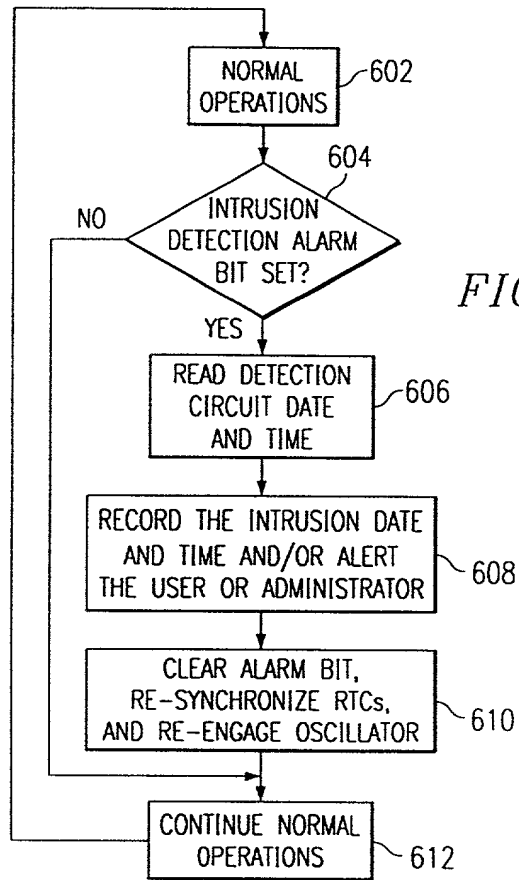 NORMAL
OPERATIONS
602
604
INTRUSION
DETECTION ALARM
BIT SET?
NO
YES
READ DETECTION
CIRCUIT DATE
AND TIME
606
RECORD THE INTRUSION DATE
AND TIME AND/OR ALERT
THE USER OR ADMINISTRATOR
608
CLEAR ALARM BIT,
RE-SYNCHRONIZE RTCs,
AND RE-ENGAGE OSCILLATOR
610
CONTINUE NORMAL
OPERATIONS
612